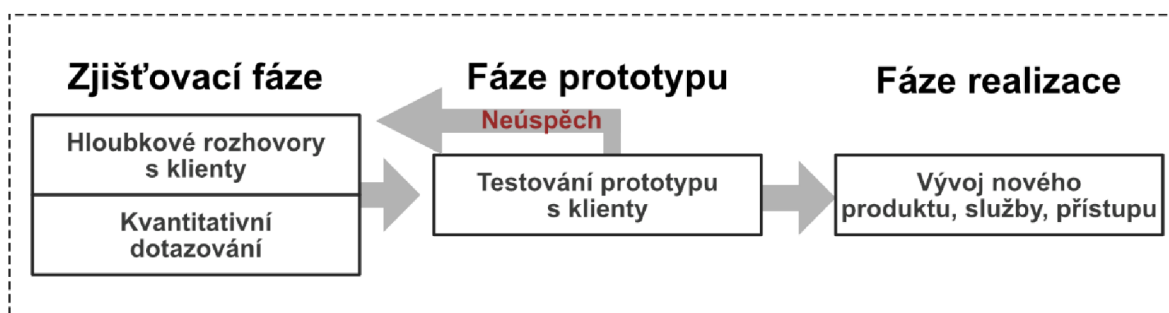 Zjišťovací fáze
Hloubkové rozhovory
s klienty
Kvantitativní
dotazování
Fáze prototypu
Neúspěch
Testování prototypu
s klienty
Fáze realizace
Vývoj nového
produktu, služby, přístupu